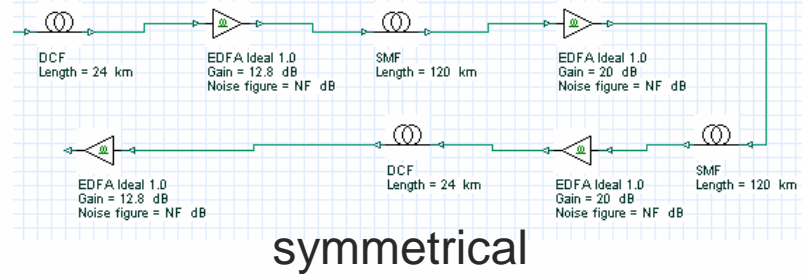 DCF
Length = 24 km
EDFA Ideal 1.0
Gain = 12.8 dB
Noise figure = NF dB
SMF
Length = 120 km
EDFA Ideal 1.0
Gain = 20 dB
Noise figure = NF dB
EDFA Ideal 1.0
Gain = 12.8 dB
Noise figure = NF dB
DCF
Length = 24 km
EDFA Ideal 1.0
Gain = 20 dB
Noise figure = NF dB
SMF
Length = 120 km
symmetrical